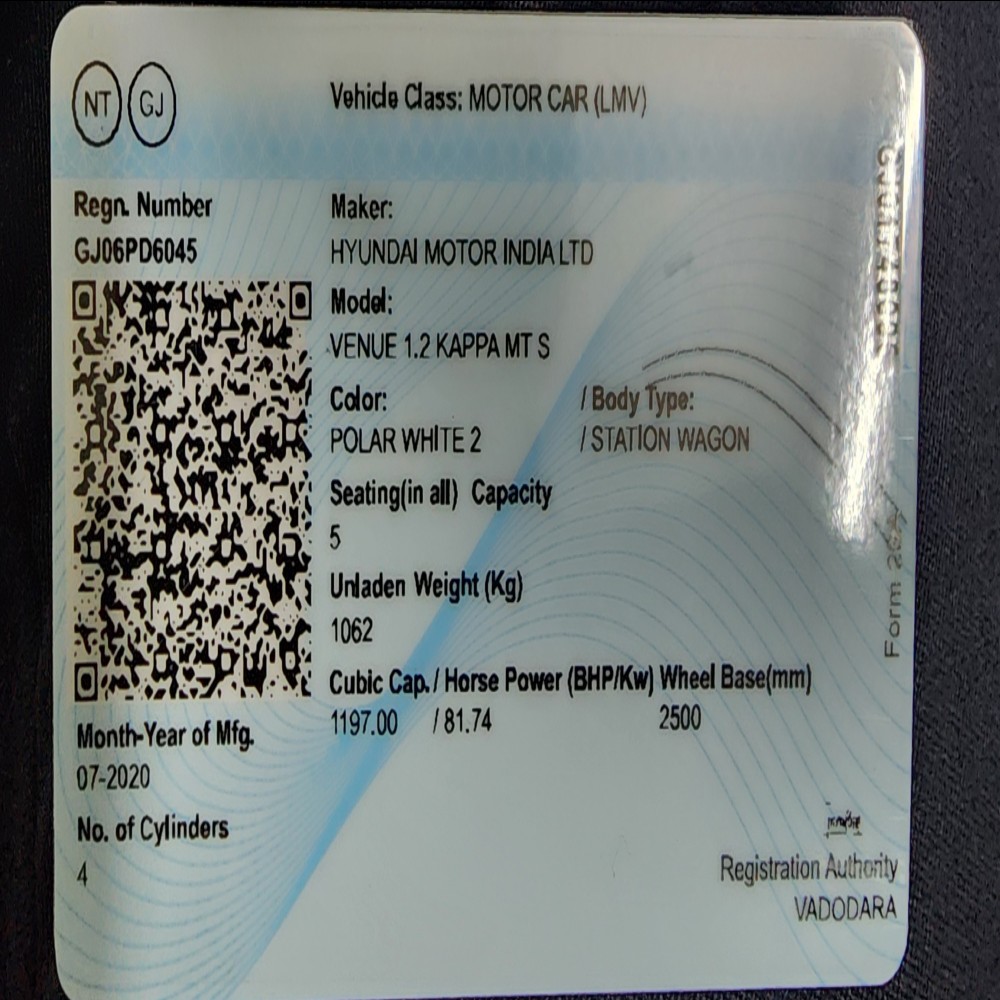 NT GJ
Vehicle Class: MOTOR CAR (LMV)
Regn. Number
GJ06PD6045
Maker:
HYUNDAI MOTOR INDIA LTD
Model:
VENUE 1.2 KAPPA MT S
Color: / Body Type:
POLAR WHITE 2 / STATION WAGON
Seating(in all) Capacity
5
Unladen Weight (Kg)
1062
Cubic Cap. / Horse Power (BHP/Kw) Wheel Base(mm)
1197.00 / 81.74 2500
Month-Year of Mfg.
07-2020
No. of Cylinders
4
Form
Registration Authority
VADODARA